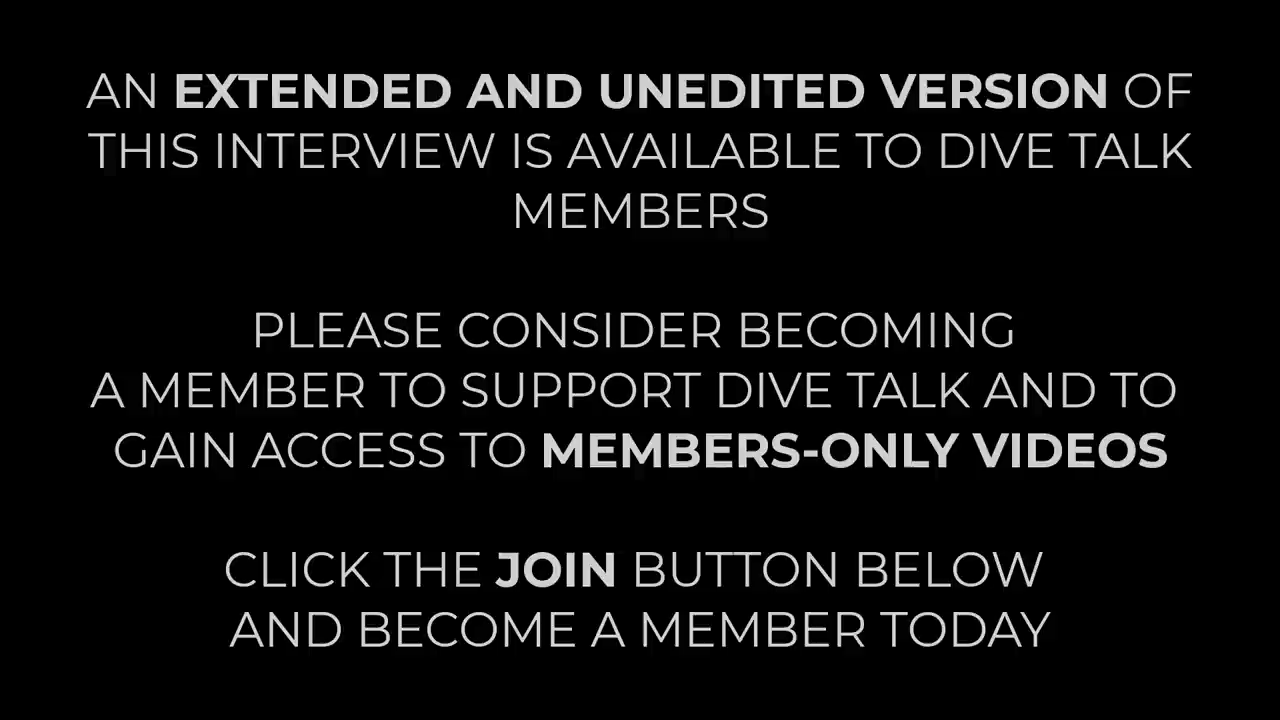 AN EXTENDED AND UNEDITED VERSION OF
THIS INTERVIEW IS AVAILABLE TO DIVE TALK
MEMBERS
PLEASE CONSIDER BECOMING
A MEMBER TO SUPPORT DIVE TALK AND TO
GAIN ACCESS TO MEMBERS-ONLY VIDEOS
CLICK THE JOIN BUTTON BELOW
AND BECOME A MEMBER TODAY